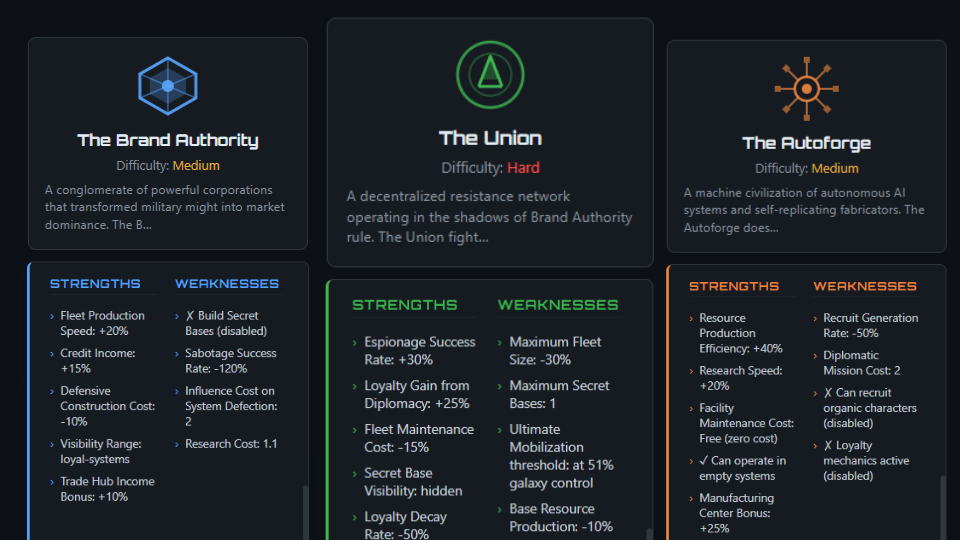 The Brand Authority
Difficulty: Medium
A conglomerate of powerful corporations
that transformed military might into market
dominance. The B...
STRENGTHS
› Fleet Production
Speed: +20%
› Credit Income:
+15%
› Defensive
Construction Cost:
-10%
› Visibility Range:
loyal-systems
› Trade Hub Income
Bonus: +10%
WEAKNESSES
› ✗ Build Secret
Bases (disabled)
› Sabotage Success
Rate: -120%
› Influence Cost on
System Defection:
2
› Research Cost: 1.1
The Union
Difficulty: Hard
A decentralized resistance network
operating in the shadows of Brand Authority
rule. The Union fight...
STRENGTHS
› Espionage Success
Rate: +30%
› Loyalty Gain from
Diplomacy: +25%
› Fleet Maintenance
Cost: -15%
› Secret Base
Visibility: hidden
› Loyalty Decay
Rate: -50%
WEAKNESSES
› Maximum Fleet
Size: -30%
› Maximum Secret
Bases: 1
› Ultimate
Mobilization
threshold: at 51%
galaxy control
› Base Resource
Production: -10%
The Autoforge
Difficulty: Medium
A machine civilization of autonomous AI
systems and self-replicating fabricators. The
Autoforge does...
STRENGTHS
› Resource
Production
Efficiency: +40%
› Research Speed:
+20%
› Facility
Maintenance Cost:
Free (zero cost)
› ✓ Can operate in
empty systems
› Manufacturing
Center Bonus:
+25%
WEAKNESSES
› Recruit Generation
Rate: -50%
› Diplomatic
Mission Cost: 2
› ✗ Can recruit
organic characters
(disabled)
› ✗ Loyalty
mechanics active
(disabled)